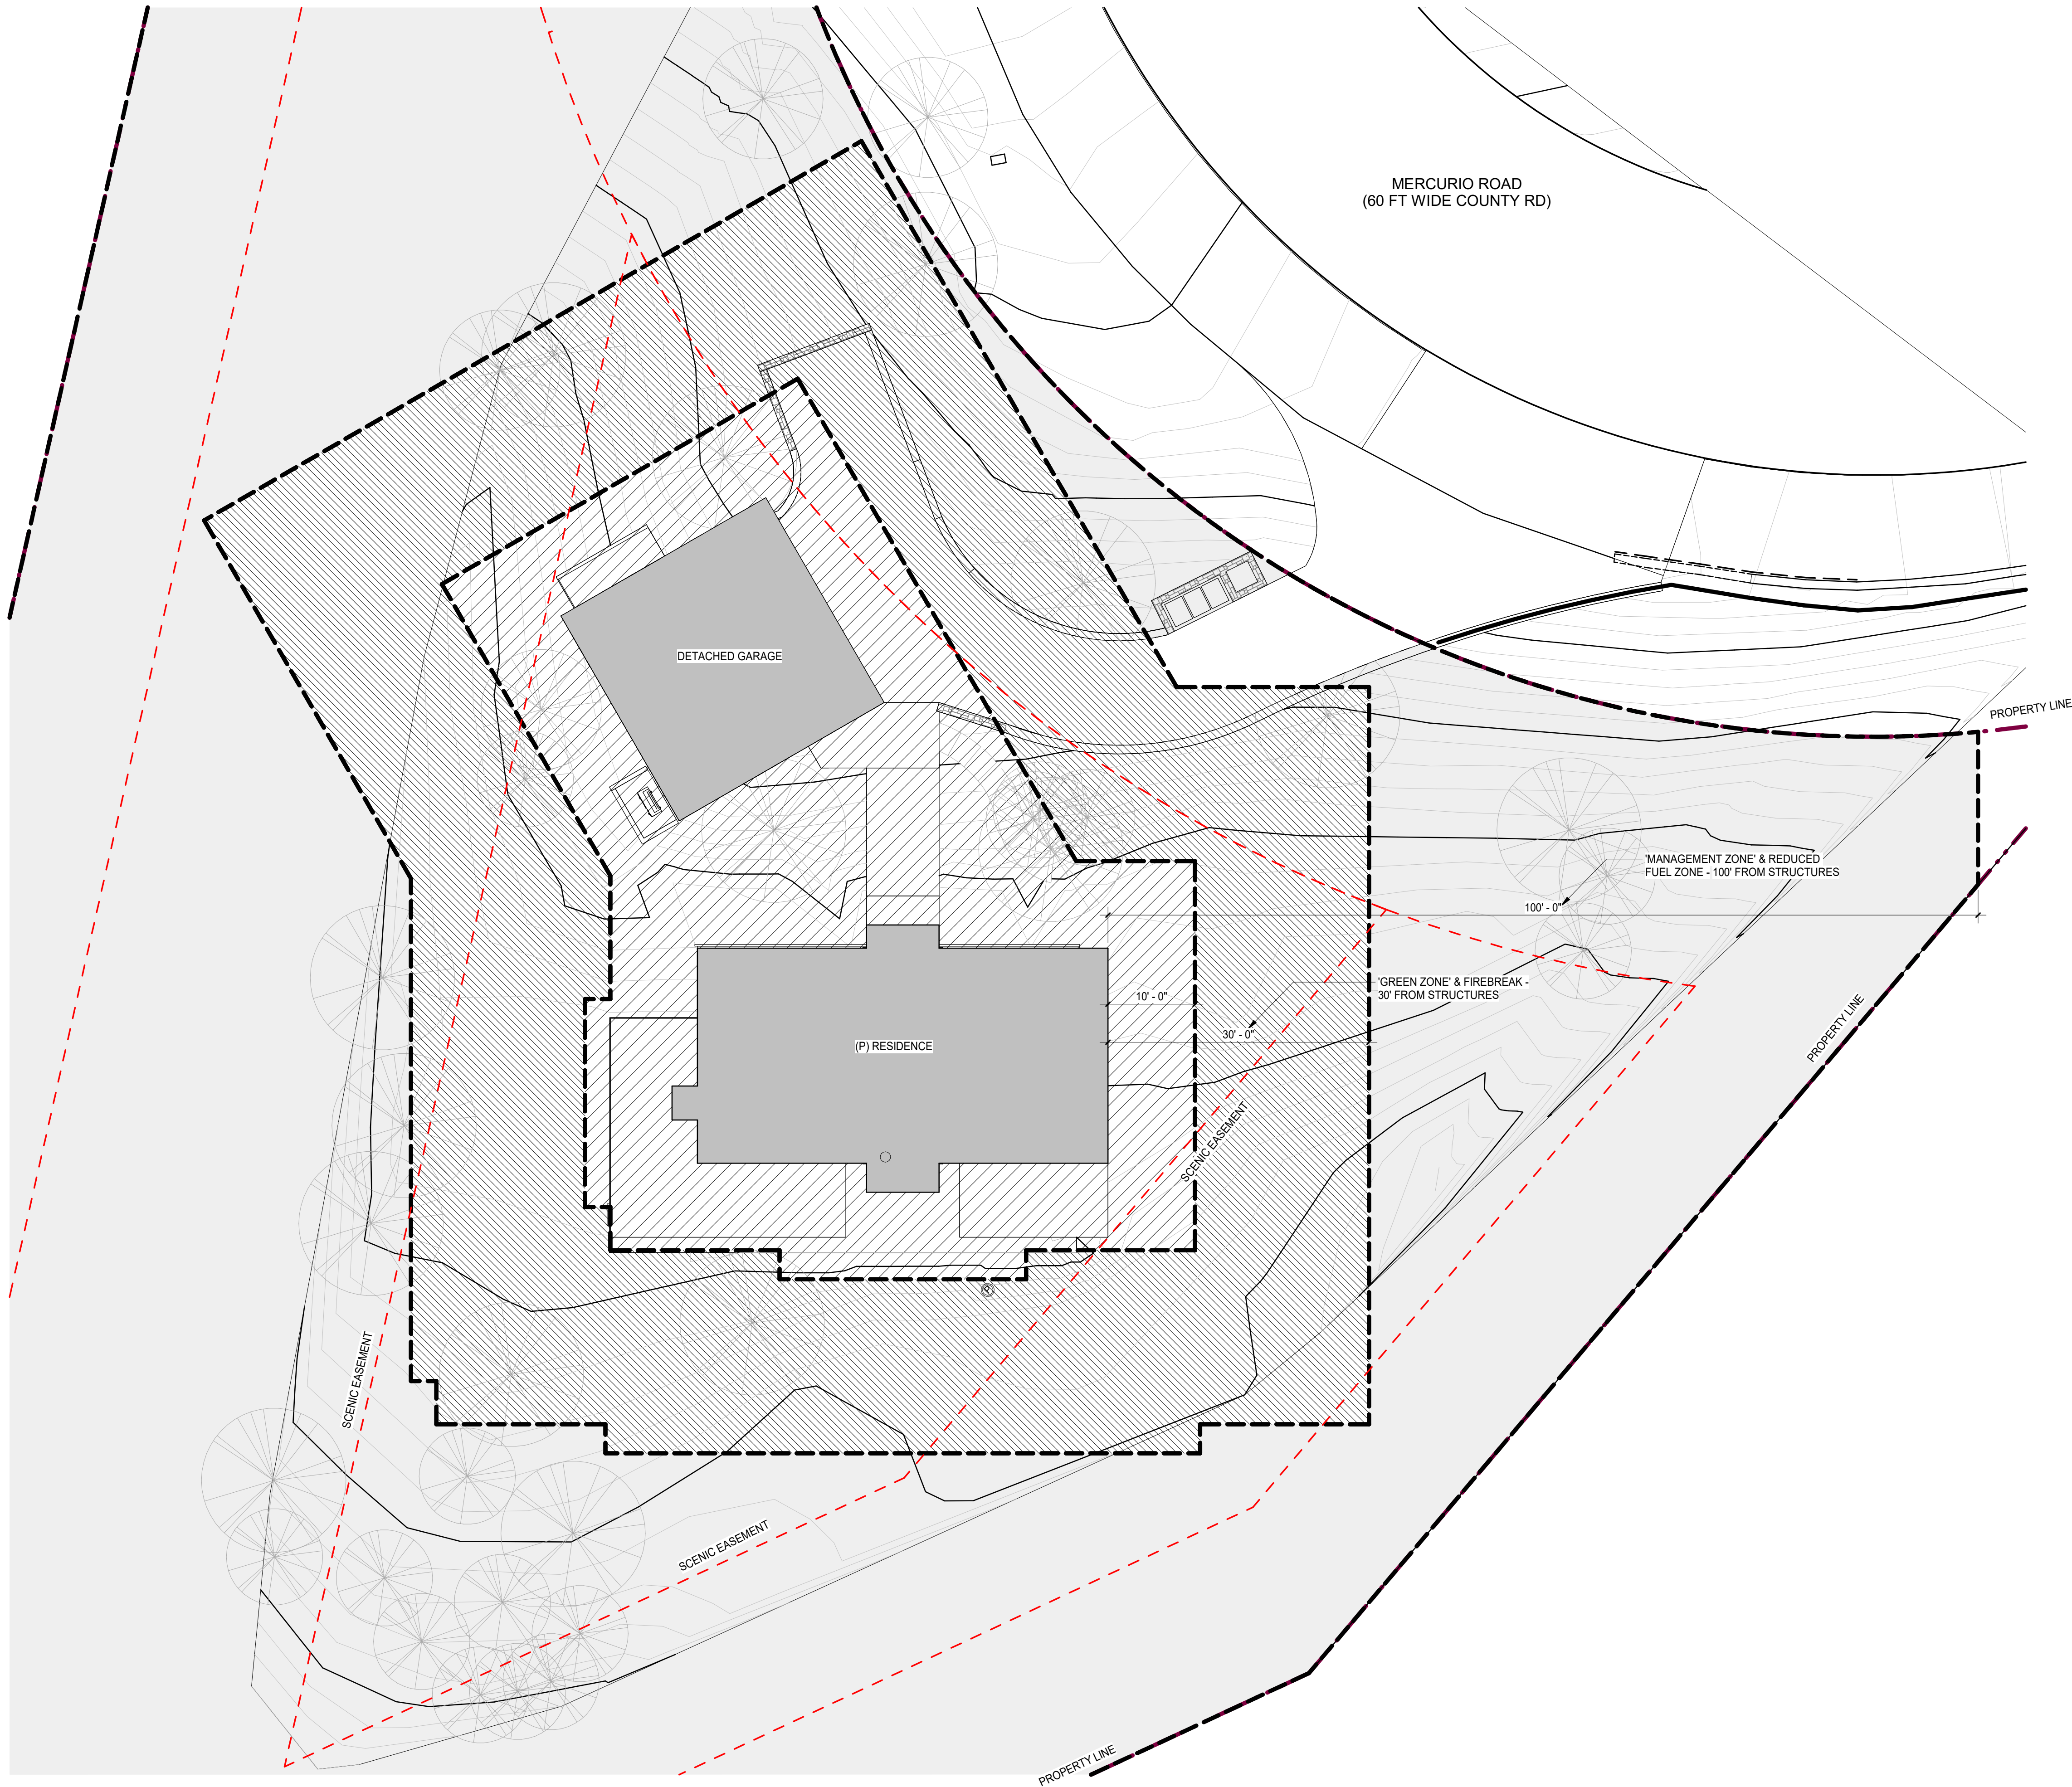 MERCURIO ROAD
(60 FT WIDE COUNTY RD)
DETACHED GARAGE
PROPERTY LINE
'MANAGEMENT ZONE' & REDUCED
FUEL ZONE - 100' FROM STRUCTURES
100' - 0"
'GREEN ZONE' & FIREBREAK -
30' FROM STRUCTURES
10' - 0"
30' - 0"
(P) RESIDENCE
PROPERTY LINE
SCENIC EASEMENT
P
SCENIC EASEMENT
SCENIC EASEMENT
PROPERTY LINE